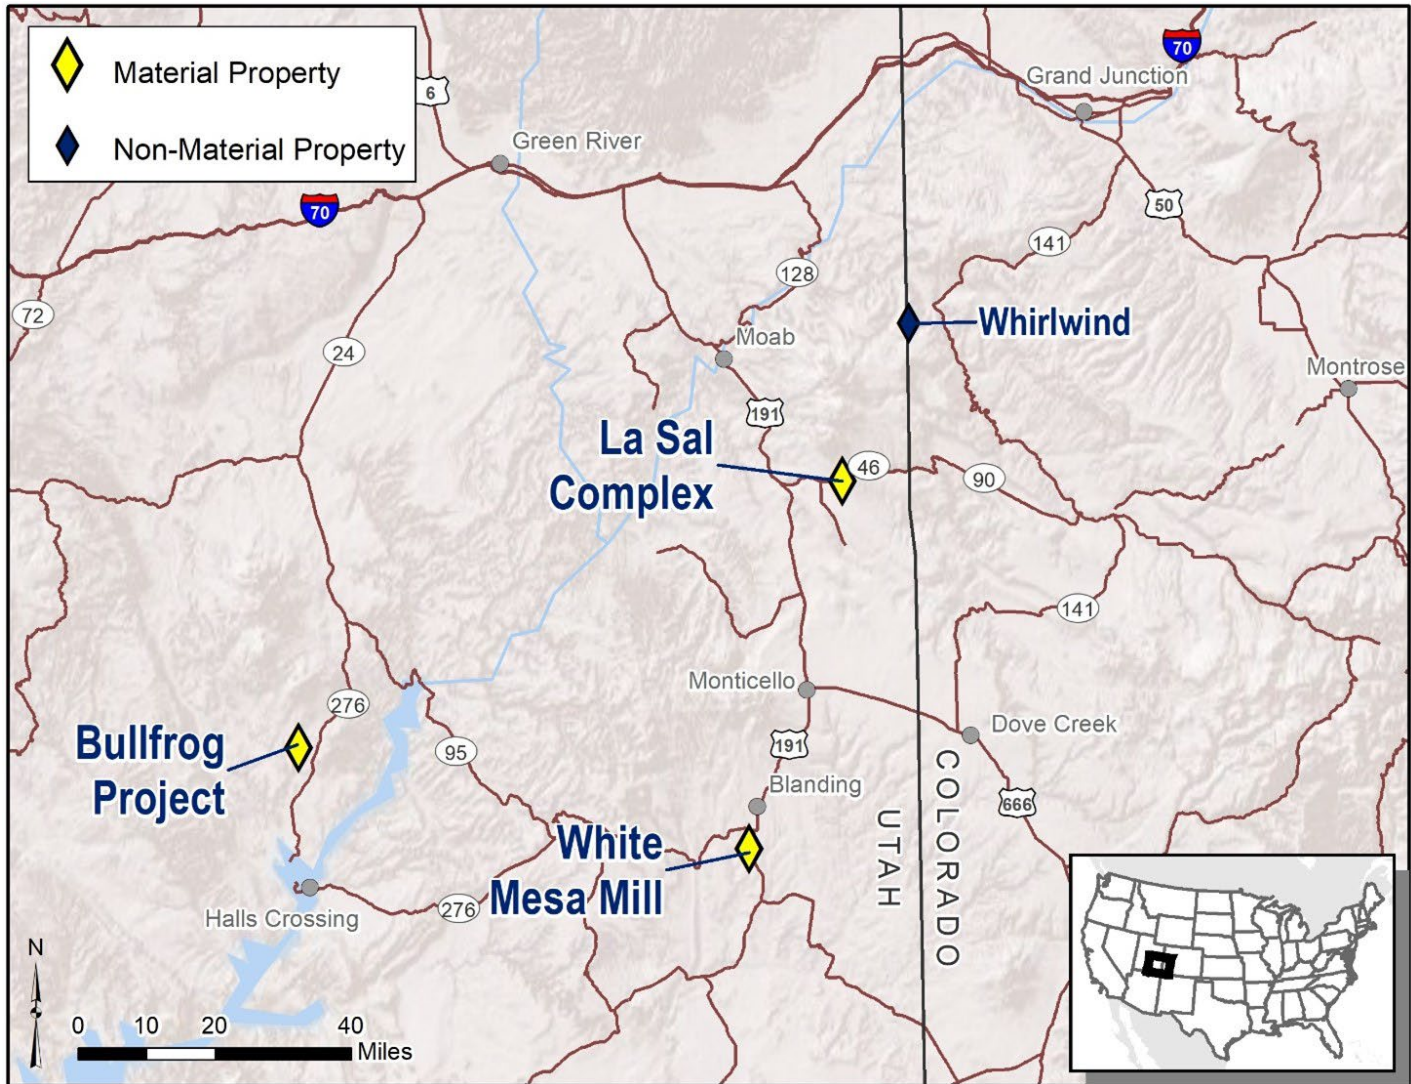 Material Property
Non-Material Property
6
70
Grand Junction
Green River
70
50
141
72
128
24
Whirlwind
Moab
Montrose
191
La Sal
Complex
46
90
141
Monticello
276
Dove Creek
Bullfrog
Project
95
191
COLORADO
UTAH
Blanding
666
White
Mesa Mill
Halls Crossing
276
N
0 10 20 40
Miles